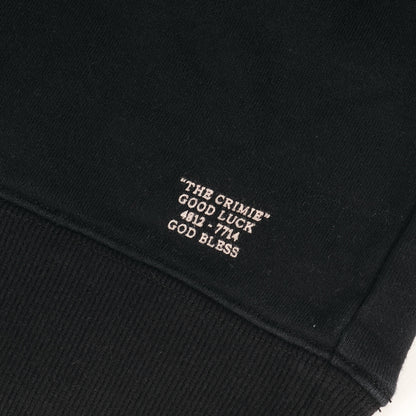 "THE CRIMIE"
GOOD LUCK
4812 - 7714
GOD BLESS